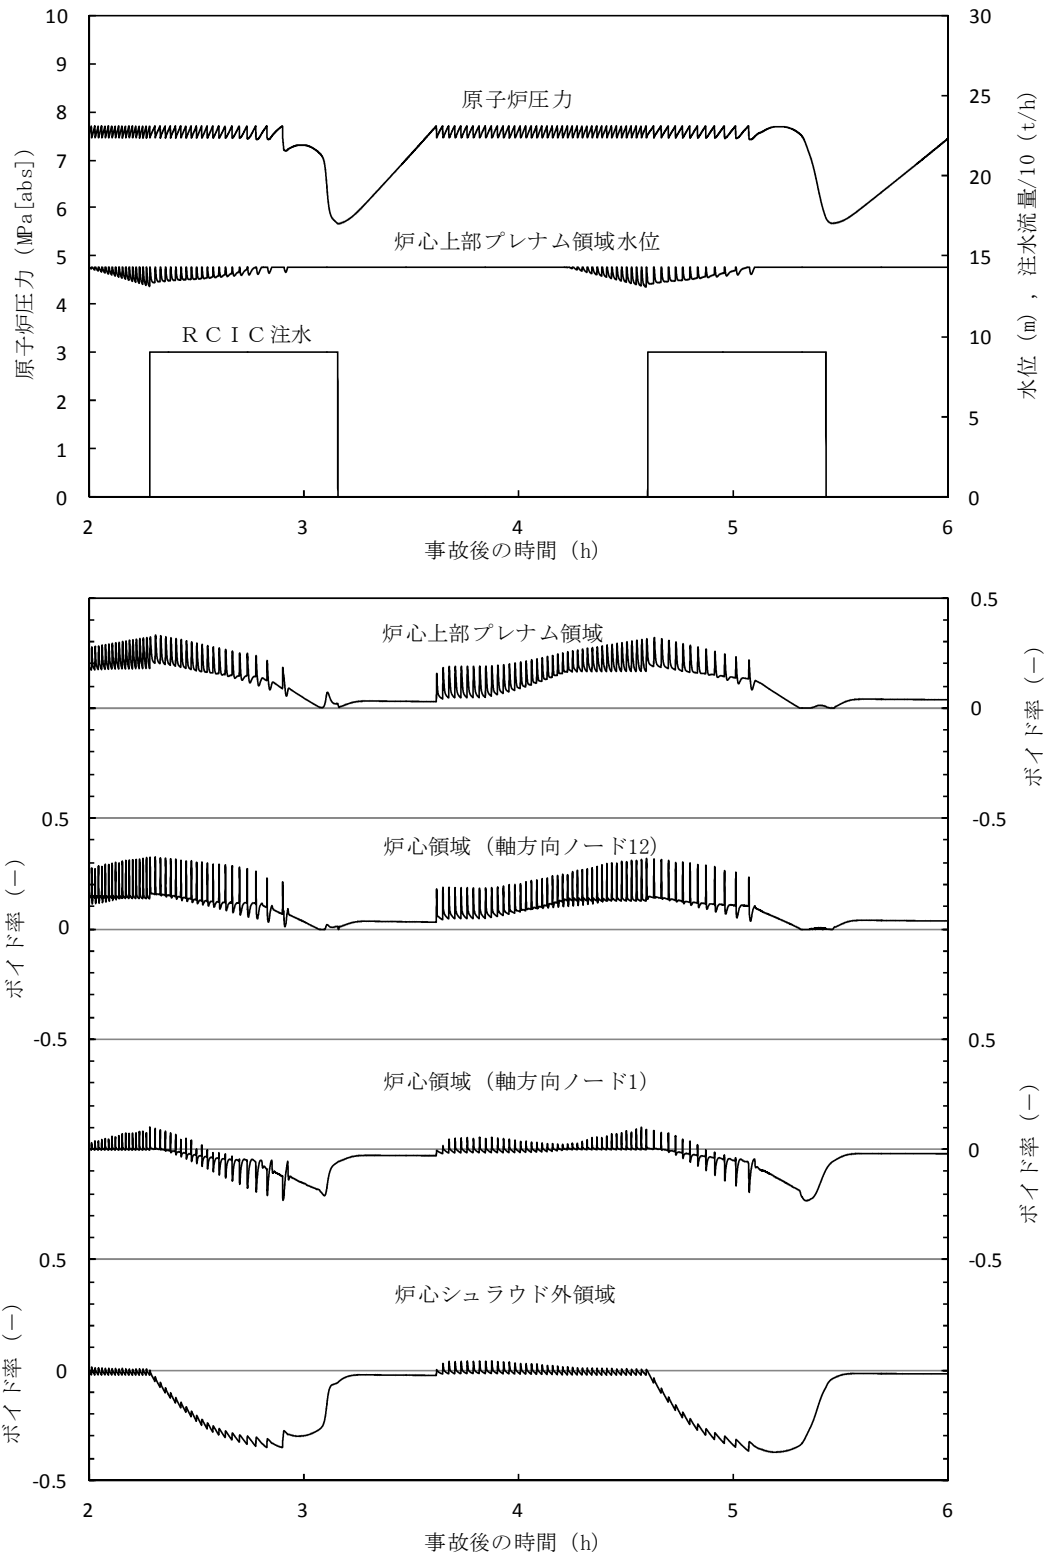 10
9
8
7
6
5
4
3
2
1
0
原子炉圧力 (MPa[abs])
30
25
20
15
10
5
0
水位 (m) , 注水流量/10 (t/h)
原子炉圧力
炉心上部プレナム領域水位
ＲＣＩＣ注水
2 3 4 5 6
事故後の時間 (h)
0.5
炉心上部プレナム領域
0
ボイド率 (－)
0.5 -0.5
炉心領域 (軸方向ノード12)
0
ボイド率 (－)
-0.5 0.5
炉心領域 (軸方向ノード1)
0
ボイド率 (－)
0.5 -0.5
炉心シュラウド外領域
0
ボイド率 (－)
-0.5
2 3 4 5 6
事故後の時間 (h)